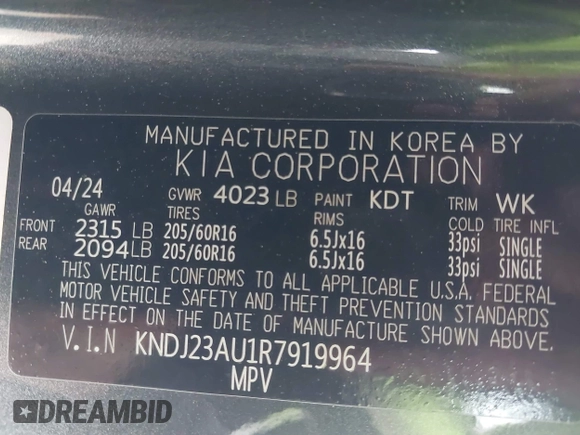 MANUFACTURED IN KOREA BY
KIA CORPORATION
04/24 GVWR 4023 LB PAINT KDT TRIM WK
GAWR TIRES RIMS COLD TIRE INFL
FRONT 2315 LB 205/60R16 6.5Jx16 33psi SINGLE
REAR 2094 LB 205/60R16 6.5Jx16 33psi SINGLE
THIS VEHICLE CONFORMS TO ALL APPLICABLE U.S.A. FEDERAL
MOTOR VEHICLE SAFETY AND THEFT PREVENTION STANDARDS
IN EFFECT ON THE DATE OF MANUFACTURE SHOWN ABOVE.
V.I.N KNDJ23AU1R7919964
MPV
DREAMBID